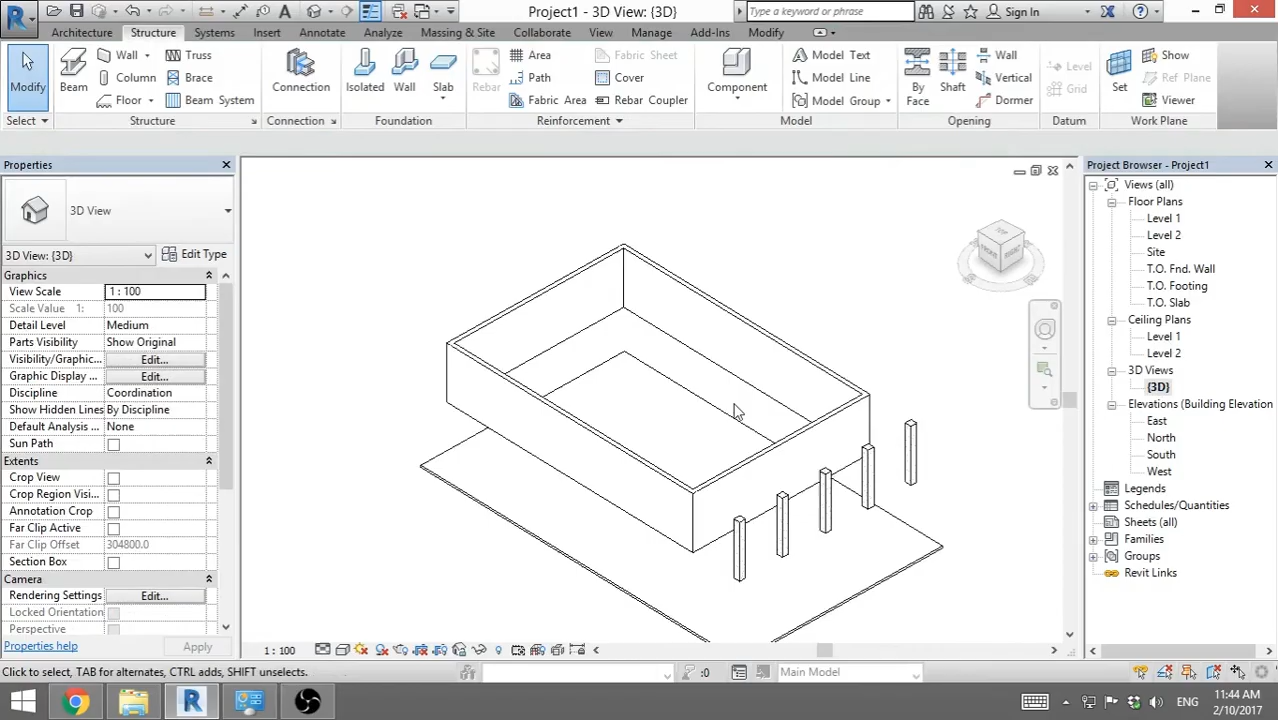 Project1 - 3D View: {3D}
Type a keyword or phrase
Sign In
Architecture Structure Systems Insert Annotate Analyze Massing & Site Collaborate View Manage Add-Ins Modify
Modify
Select
Beam
Wall
Column
Floor
Truss
Brace
Beam System
Structure
Connection
Connection
Isolated
Wall
Slab
Foundation
Rebar
Area
Path
Fabric Area
Fabric Sheet
Cover
Rebar Coupler
Reinforcement
Component
Model Text
Model Line
Model Group
Model
By Face
Shaft
Wall
Vertical
Dormer
Opening
Level
Grid
Datum
Set
Show
Ref Plane
Viewer
Work Plane
Properties
3D View
3D View: {3D}
Edit Type
Graphics
View Scale 1 : 100
Scale Value 1: 100
Detail Level Medium
Parts Visibility Show Original
Visibility/Graphic... Edit...
Graphic Display ... Edit...
Discipline Coordination
Show Hidden Lines By Discipline
Default Analysis ... None
Sun Path
Extents
Crop View
Crop Region Visi...
Annotation Crop
Far Clip Active
Far Clip Offset 304800.0
Section Box
Camera
Rendering Settings Edit...
Locked Orientation
Perspective
Properties help
Apply
TOP
FRONT
1 : 100
Project Browser - Project1
Views (all)
Floor Plans
Level 1
Level 2
Site
T.O. Fnd. Wall
T.O. Footing
T.O. Slab
Ceiling Plans
Level 1
Level 2
3D Views
{3D}
Elevations (Building Elevation
East
North
South
West
Legends
Schedules/Quantities
Sheets (all)
Families
Groups
Revit Links
Click to select, TAB for alternates, CTRL adds, SHIFT unselects.
:0
Main Model
ENG
11:44 AM
2/10/2017